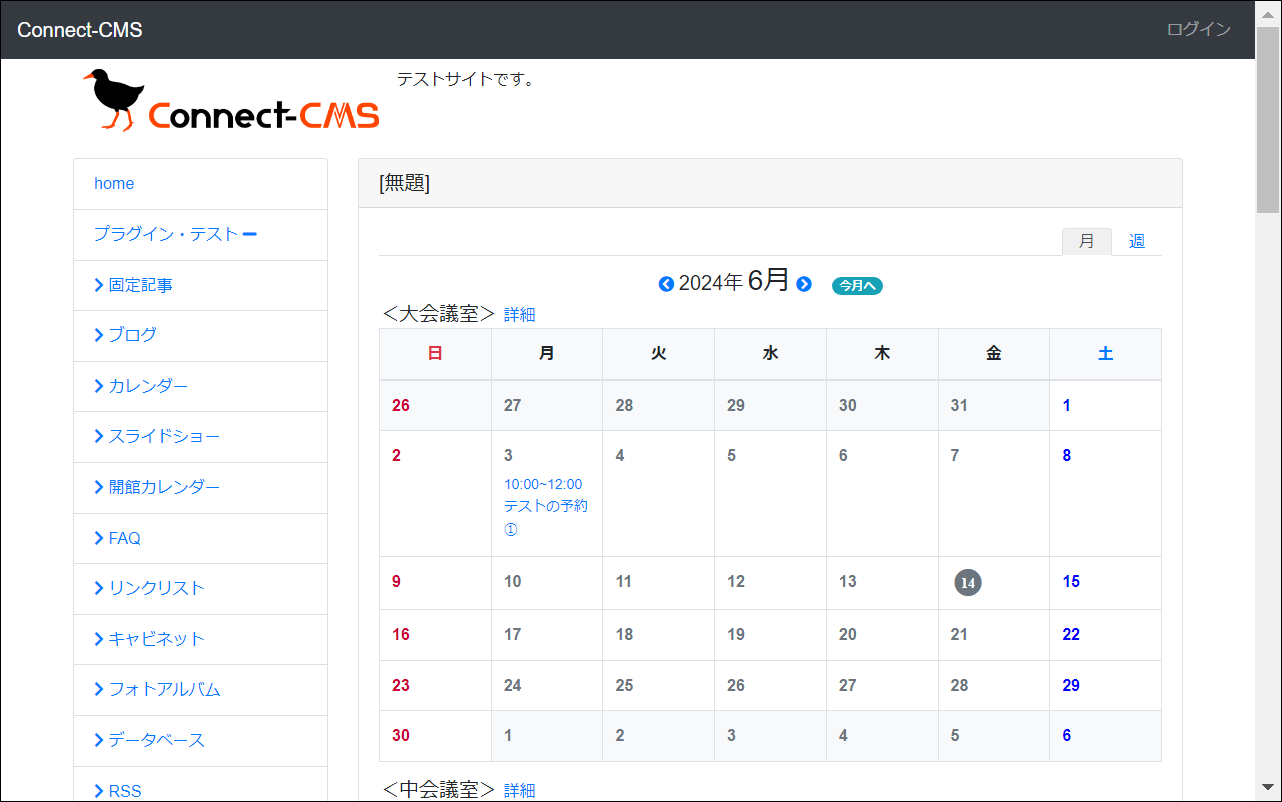 Connect-CMS
ログイン
Connect-CMS
テストサイトです。
home
プラグイン・テスト
固定記事
ブログ
カレンダー
スライドショー
開館カレンダー
FAQ
リンクリスト
キャビネット
フォトアルバム
データベース
RSS
[無題]
月 週
2024年 6月 今月へ
＜大会議室＞ 詳細
日 月 火 水 木 金 土
26 27 28 29 30 31 1
2 3 4 5 6 7 8
10:00~12:00
テストの予約
①
9 10 11 12 13 14 15
16 17 18 19 20 21 22
23 24 25 26 27 28 29
30 1 2 3 4 5 6
＜中会議室＞ 詳細